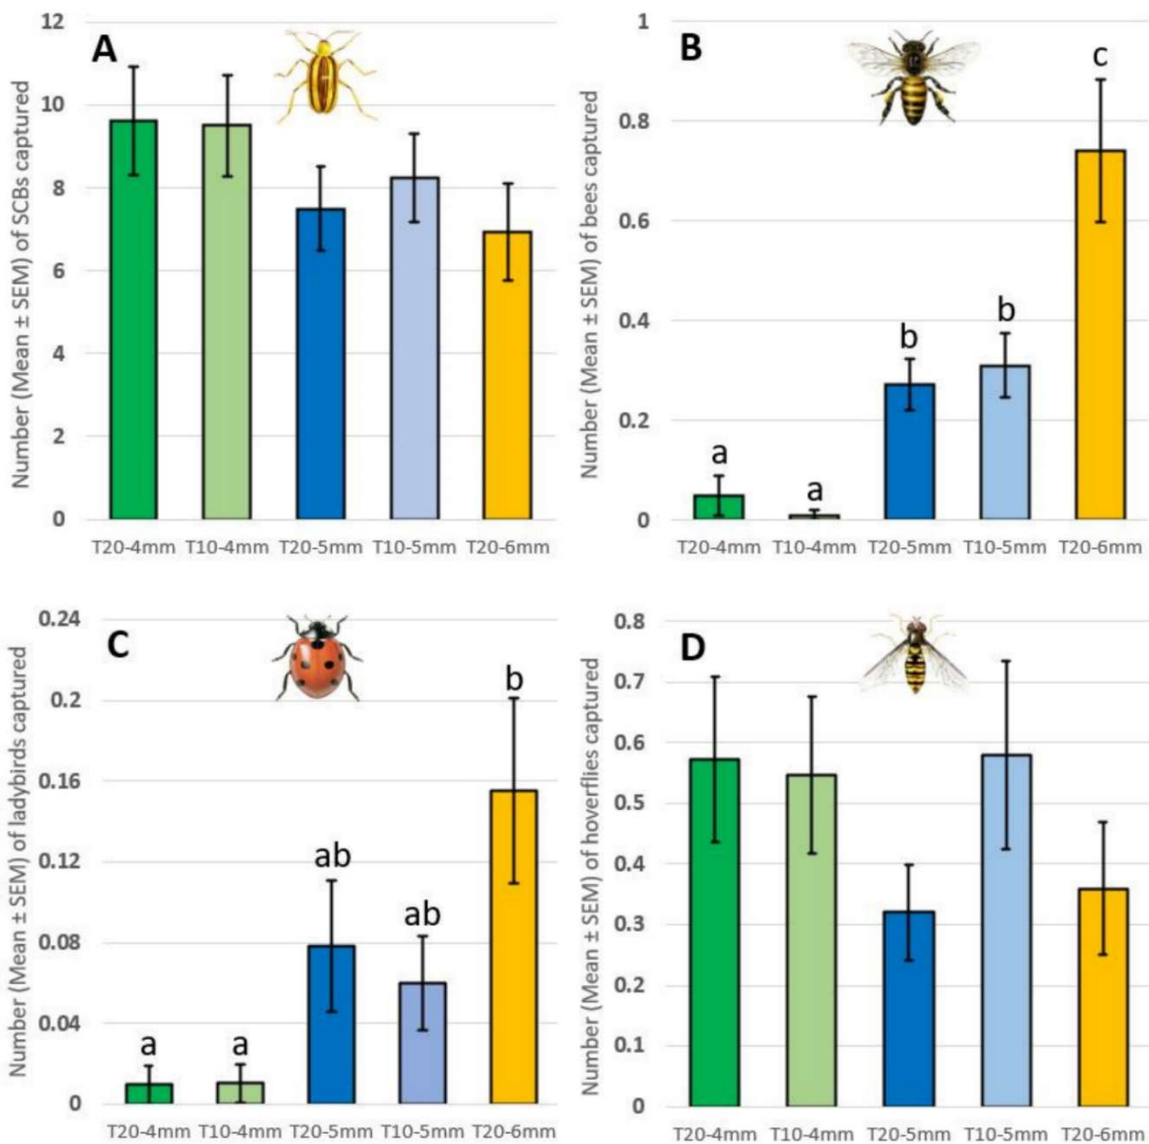 A
Number (Mean ± SEM) of SCBs captured
12
10
8
6
4
2
0
T20-4mm T10-4mm T20-5mm T10-5mm T20-6mm
B
Number (Mean ± SEM) of bees captured
1
0.8
0.6
0.4
0.2
0
a
a
b
b
c
T20-4mm T10-4mm T20-5mm T10-5mm T20-6mm
C
Number (Mean ± SEM) of ladybirds captured
0.24
0.2
0.16
0.12
0.08
0.04
0
a
a
ab
ab
b
T20-4mm T10-4mm T20-5mm T10-5mm T20-6mm
D
Number (Mean ± SEM) of hoverflies captured
0.8
0.7
0.6
0.5
0.4
0.3
0.2
0.1
0
T20-4mm T10-4mm T20-5mm T10-5mm T20-6mm